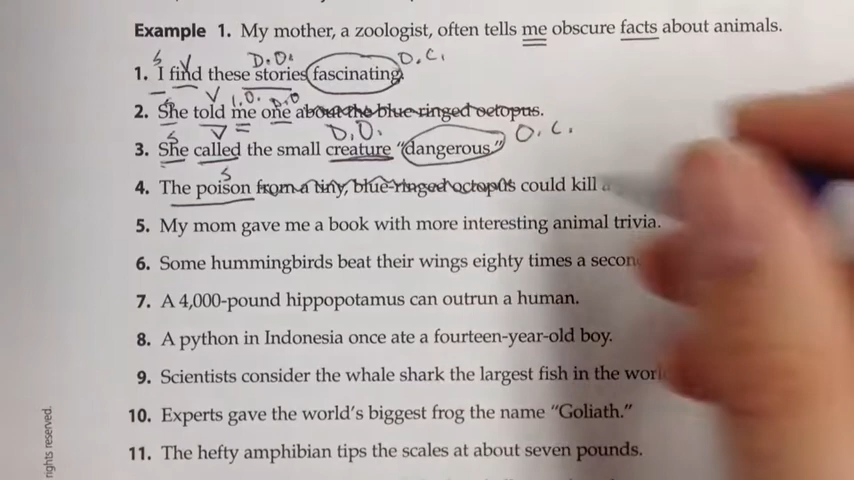 Example 1. My mother, a zoologist, often tells me obscure facts about animals.
S V D.O. O.C.
1. I find these stories fascinating.
V I.O. D.O
2. She told me one about the blue-ringed octopus.
S V D.O. O.C.
3. She called the small creature "dangerous."
S
4. The poison from a tiny, blue-ringed octopus could kill
5. My mom gave me a book with more interesting animal trivia.
6. Some hummingbirds beat their wings eighty times a second
7. A 4,000-pound hippopotamus can outrun a human.
8. A python in Indonesia once ate a fourteen-year-old boy.
9. Scientists consider the whale shark the largest fish in the worl
10. Experts gave the world's biggest frog the name "Goliath."
11. The hefty amphibian tips the scales at about seven pounds.
rights reserved.